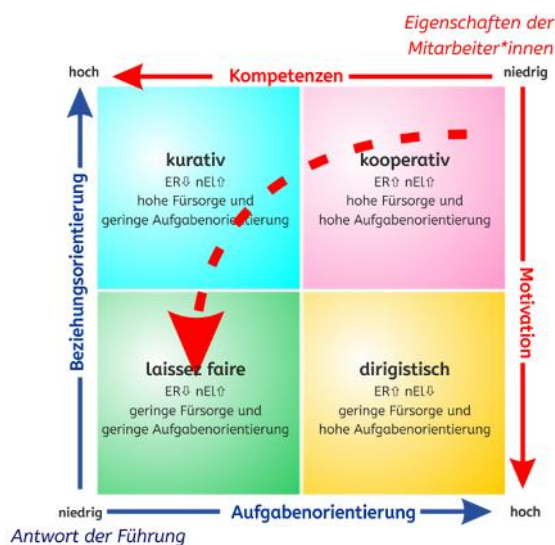 Eigenschaften der
Mitarbeiter*innen
hoch
Kompetenzen
niedrig
Beziehungsorientierung
kurativ
ER⇩ nEl⇧
hohe Fürsorge und
geringe Aufgabenorientierung
kooperativ
ER⇧ nEl⇧
hohe Fürsorge und
hohe Aufgabenorientierung
Motivation
laissez faire
ER⇩ nEl⇧
geringe Fürsorge und
geringe Aufgabenorientierung
dirigistisch
ER⇧ nEl⇩
geringe Fürsorge und
hohe Aufgabenorientierung
niedrig
Aufgabenorientierung
hoch
Antwort der Führung